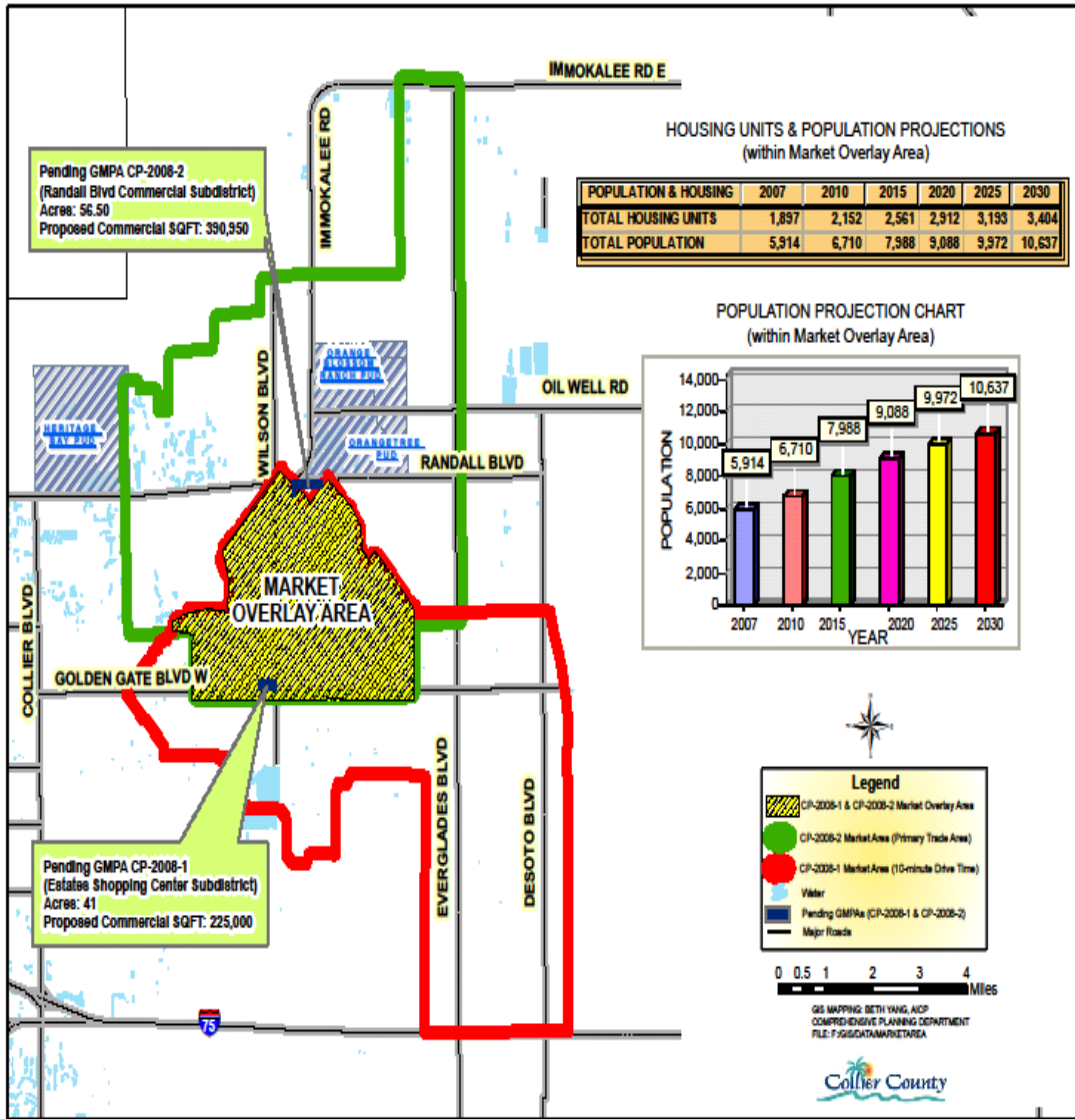 IMMOKALEE RD E
IMMOKALEE RD
HOUSING UNITS & POPULATION PROJECTIONS
(within Market Overlay Area)
POPULATION & HOUSING 2007 2010 2015 2020 2025 2030
TOTAL HOUSING UNITS 1,897 2,152 2,561 2,912 3,193 3,404
TOTAL POPULATION 5,914 6,710 7,988 9,088 9,972 10,637
Pending GMPA CP-2008-2
(Randall Blvd Commercial Subdistrict)
Acres: 56.50
Proposed Commercial SQFT: 390,950
POPULATION PROJECTION CHART
(within Market Overlay Area)
14,000
12,000
10,000
8,000
6,000
4,000
2,000
0
POPULATION
5,914
6,710
7,988
9,088
9,972
10,637
2007 2010 2015 2020 2025 2030
YEAR
WILSON BLVD
ORANGE
BLOSSOM
RANCH PUD
OIL WELL RD
HERITAGE
BAY PUD
ORANGETREE
PUD
RANDALL BLVD
MARKET
OVERLAY AREA
COLLIER BLVD
GOLDEN GATE BLVD W
EVERGLADES BLVD
DESOTO BLVD
Pending GMPA CP-2008-1
(Estates Shopping Center Subdistrict)
Acres: 41
Proposed Commercial SQFT: 225,000
75
Legend
CP-2008-1 & CP-2008-2 Market Overlay Area
CP-2008-2 Market Area (Primary Trade Area)
CP-2008-1 Market Area (10-minute Drive Time)
Water
Pending GMPAs (CP-2008-1 & CP-2008-2)
Major Roads
0 0.5 1 2 3 4
Miles
GIS MAPPING: BETH YANG, AICP
COMPREHENSIVE PLANNING DEPARTMENT
FILE: F:/GIS/DATA/MARKETAREA
Collier County